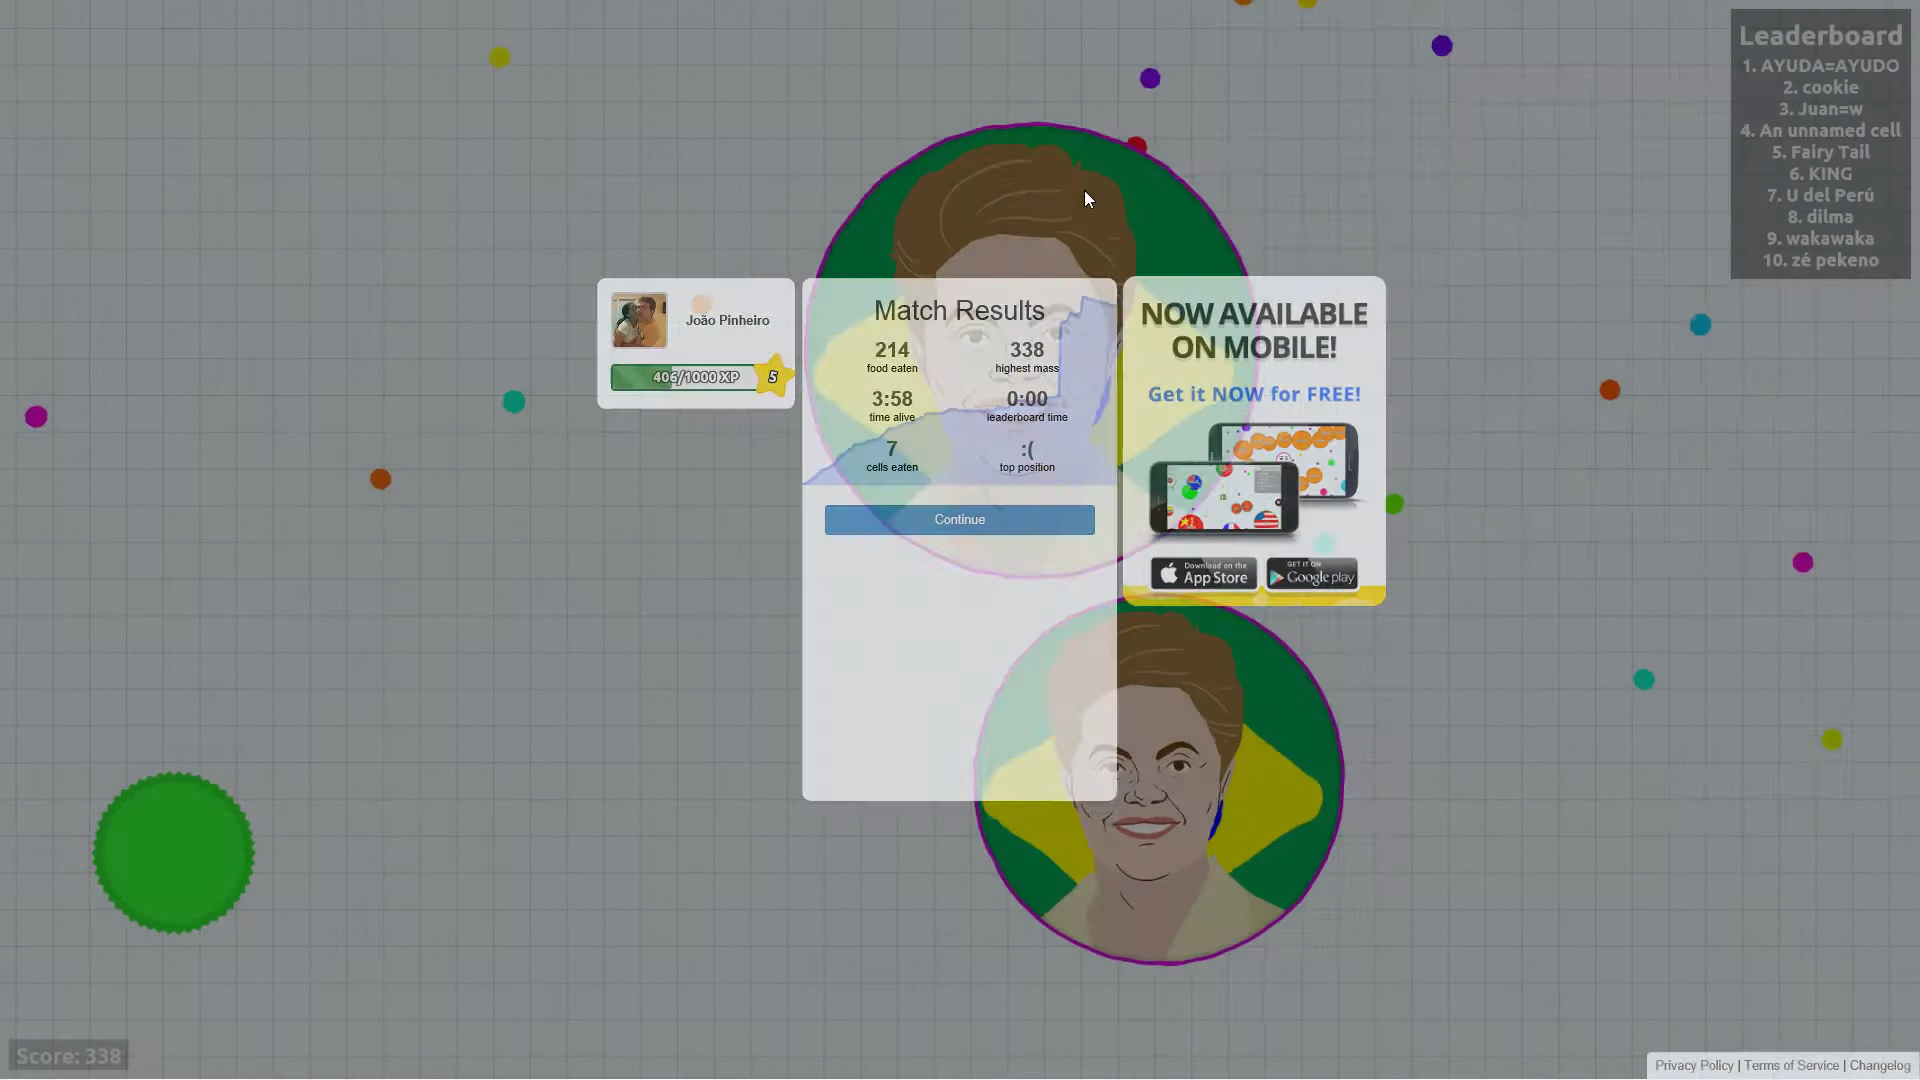 Leaderboard
1. AYUDA=AYUDO
2. cookie
3. Juan=w
4. An unnamed cell
5. Fairy Tail
6. KING
7. U del Perú
8. dilma
9. wakawaka
10. zé pekeno
João Pinheiro
406/1000 XP
5
Match Results
214
food eaten
338
highest mass
3:58
time alive
0:00
leaderboard time
7
cells eaten
:(
top position
Continue
NOW AVAILABLE
ON MOBILE!
Get it NOW for FREE!
Download on the
App Store
GET IT ON
Google play
Score: 338
Privacy Policy | Terms of Service | Changelog